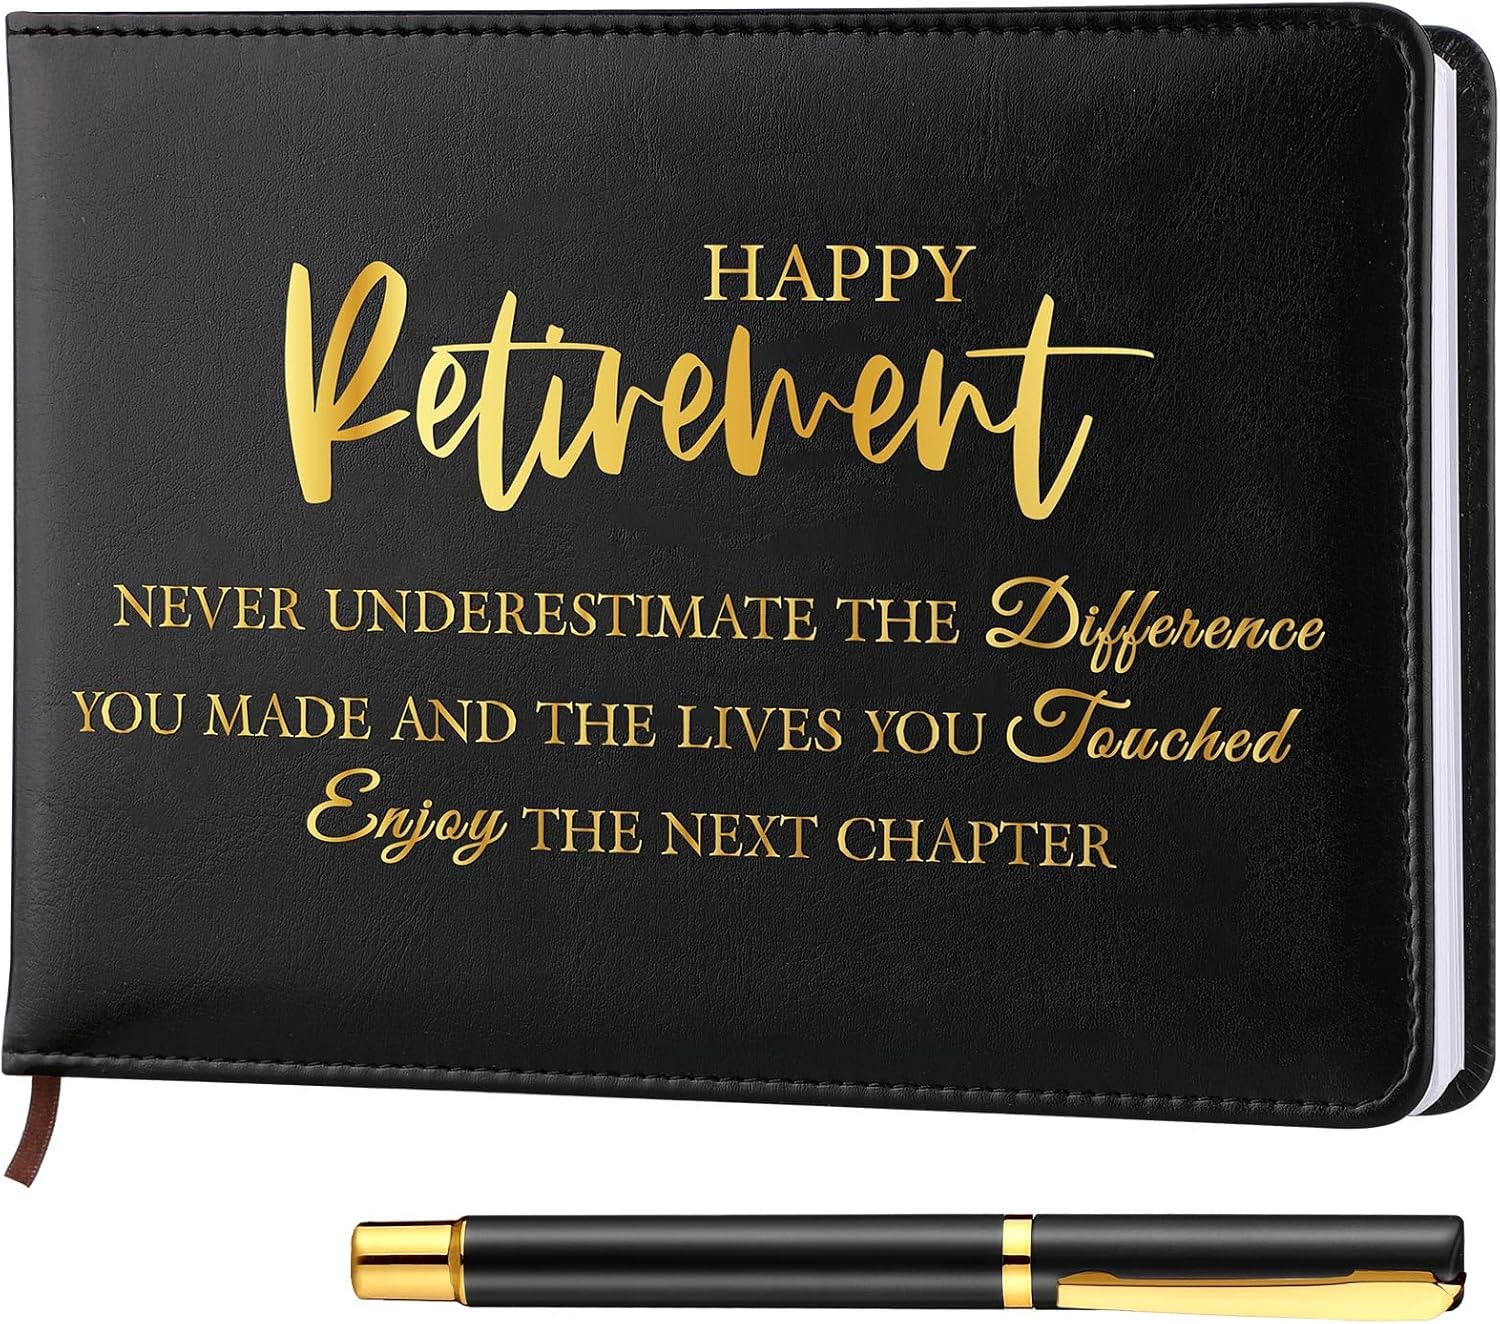 HAPPY
Retirement
NEVER UNDERESTIMATE THE Difference
YOU MADE AND THE LIVES YOU Touched
Enjoy THE NEXT CHAPTER